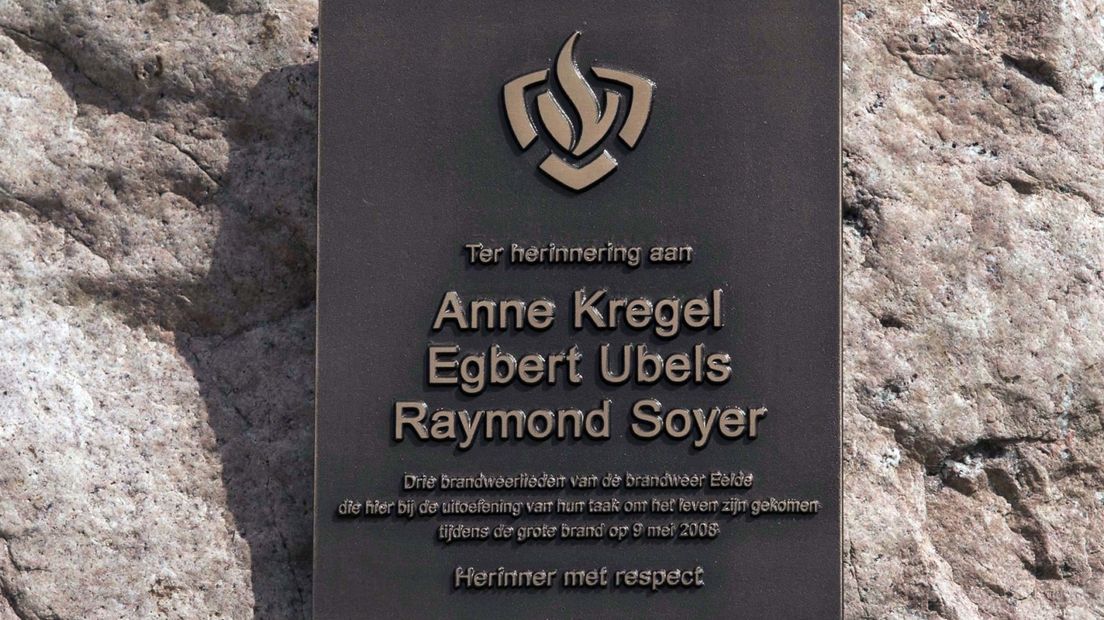 Ter herinnering aan
Anne Kregel
Egbert Ubels
Raymond Soyer
Drie brandweerlieden van de brandweer Eelde
die hier bij de uitoefening van hun taak om het leven zijn gekomen
tijdens de grote brand op 9 mei 2008
Herinner met respect